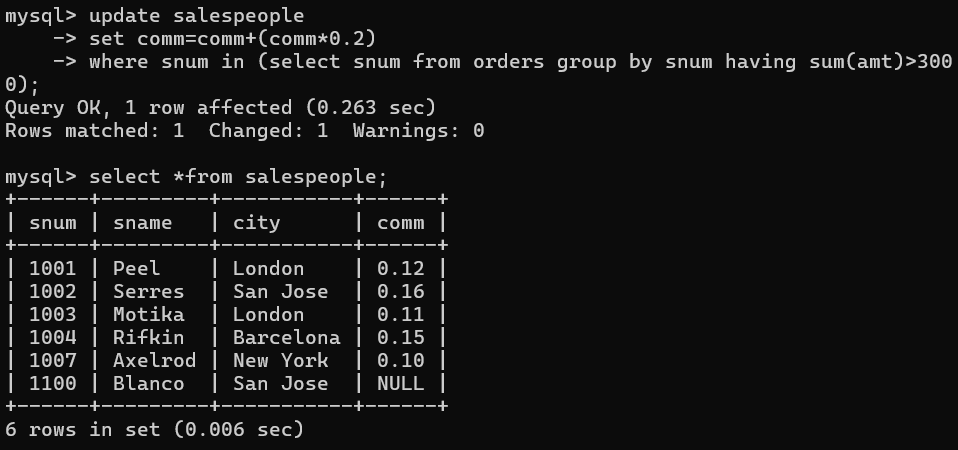 mysql> update salespeople
    -> set comm=comm+(comm*0.2)
    -> where snum in (select snum from orders group by snum having sum(amt)>300
0);
Query OK, 1 row affected (0.263 sec)
Rows matched: 1  Changed: 1  Warnings: 0

mysql> select *from salespeople;
+------+---------+-----------+------+
| snum | sname   | city      | comm |
+------+---------+-----------+------+
| 1001 | Peel    | London    | 0.12 |
| 1002 | Serres  | San Jose  | 0.16 |
| 1003 | Motika  | London    | 0.11 |
| 1004 | Rifkin  | Barcelona | 0.15 |
| 1007 | Axelrod | New York  | 0.10 |
| 1100 | Blanco  | San Jose  | NULL |
+------+---------+-----------+------+
6 rows in set (0.006 sec)